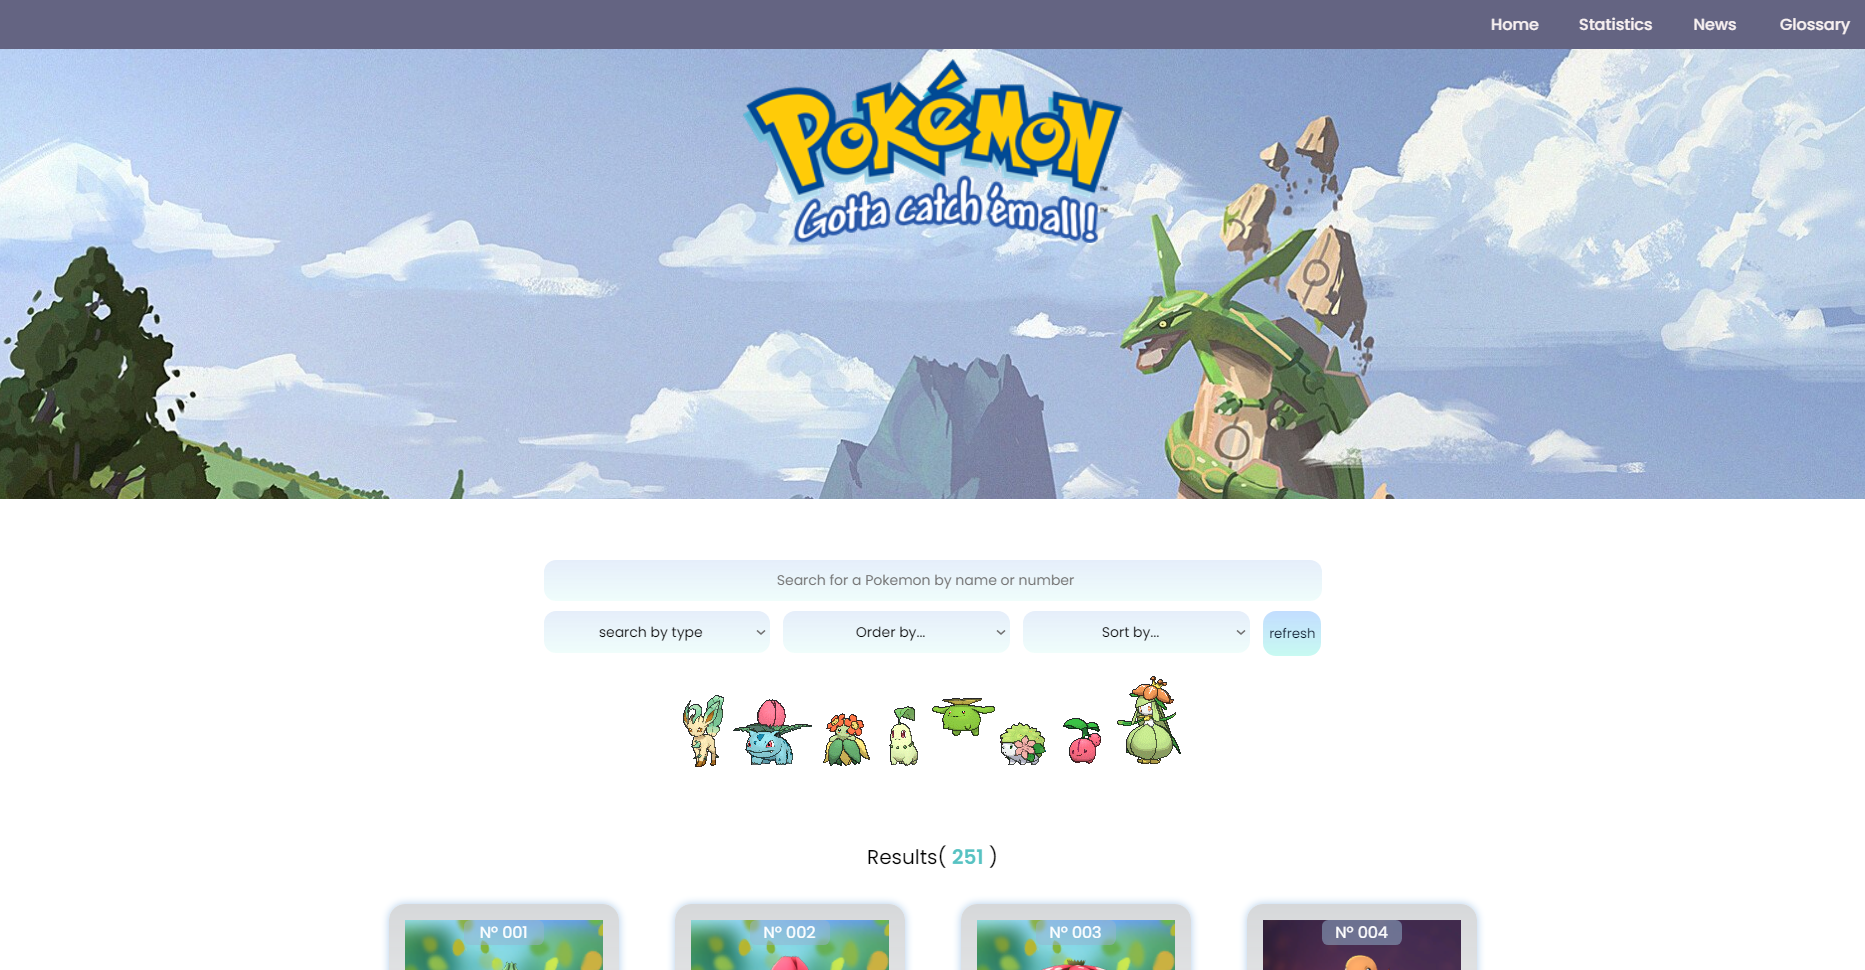 Home Statistics News Glossary
POKéMON
Gotta catch 'em all!
Search for a Pokemon by name or number
search by type Order by... Sort by... refresh
Results( 251 )
Nº 001 Nº 002 Nº 003 Nº 004